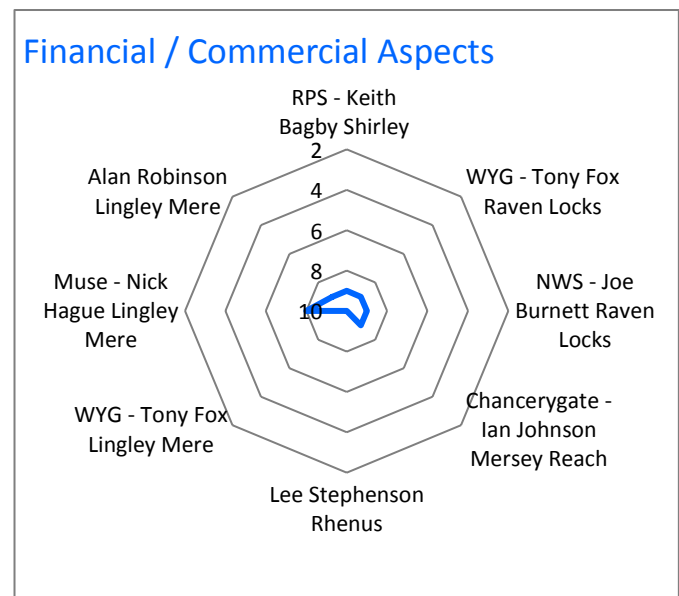 Financial / Commercial Aspects
RPS - Keith
Bagby Shirley
2
Alan Robinson
Lingley Mere
WYG - Tony Fox
Raven Locks
4
6
8
10
Muse - Nick
Hague Lingley
Mere
NWS - Joe
Burnett Raven
Locks
WYG - Tony Fox
Lingley Mere
Chancerygate -
Ian Johnson
Mersey Reach
Lee Stephenson
Rhenus